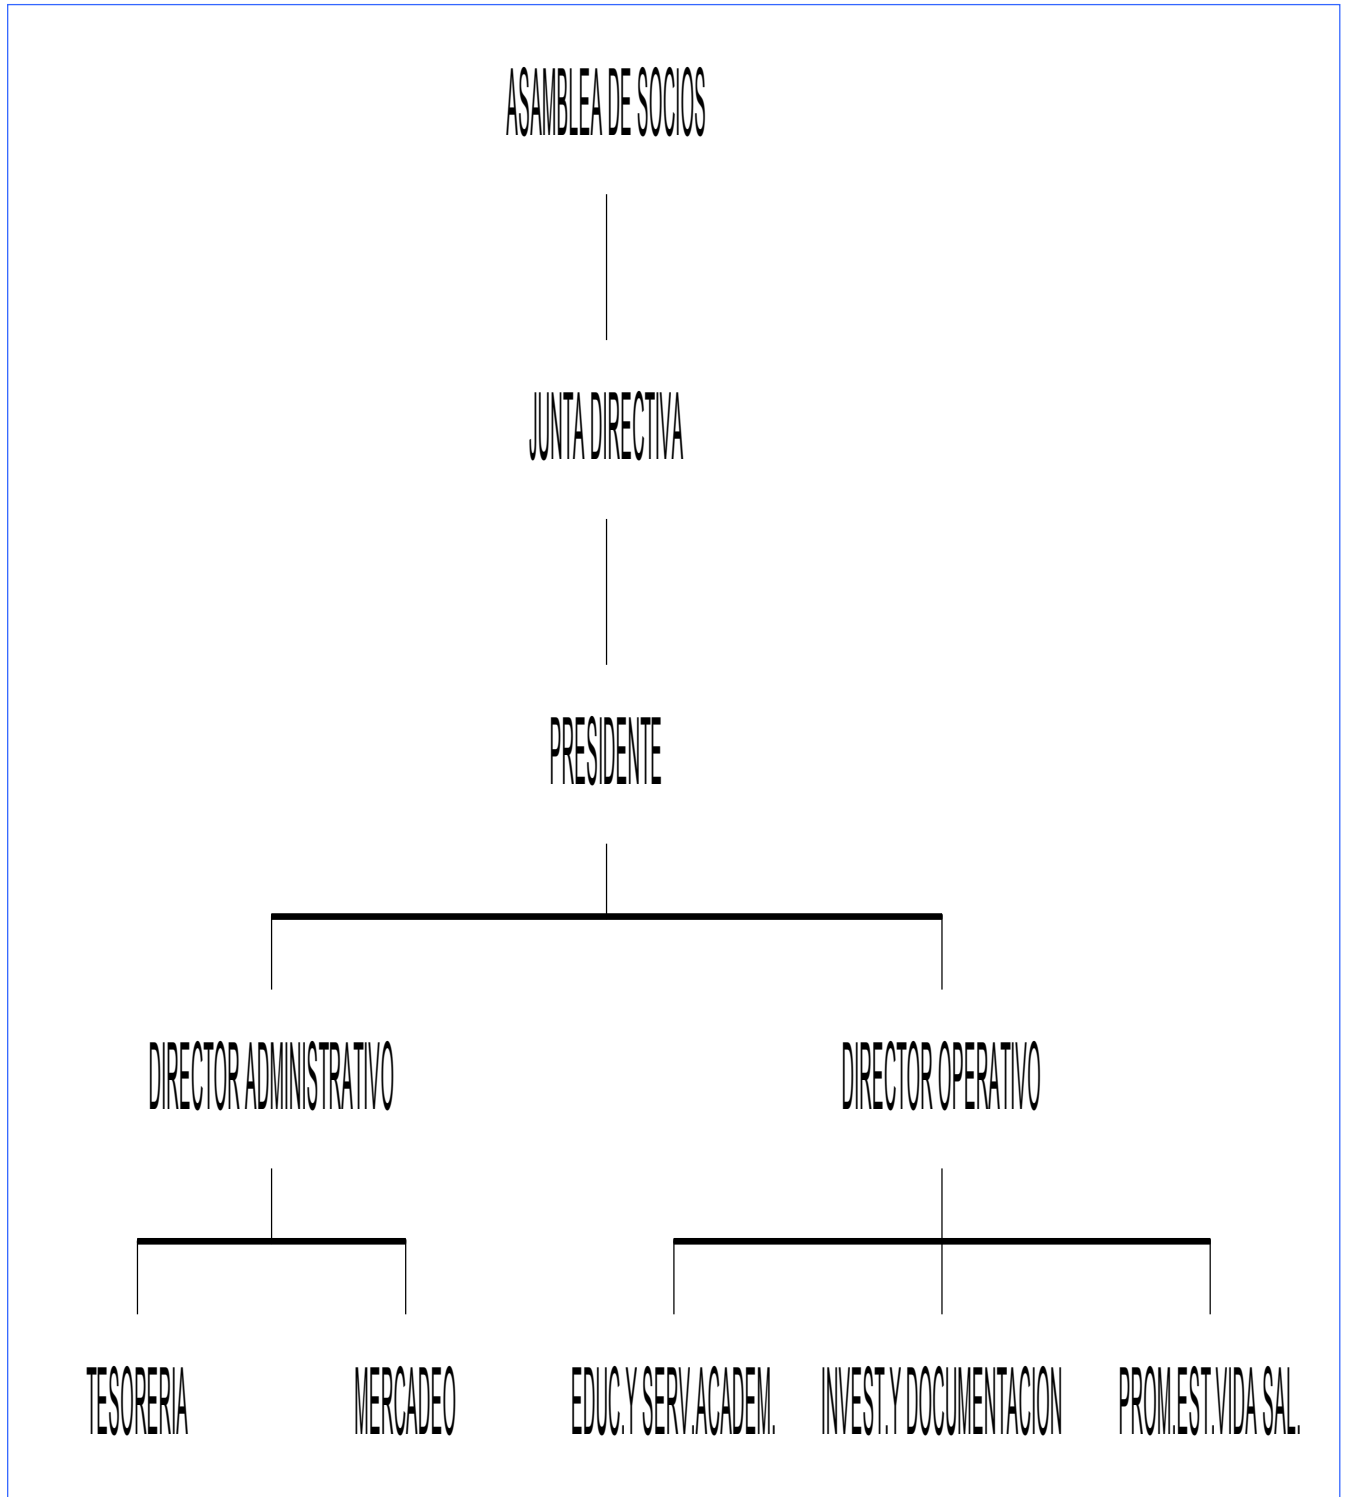 ASAMBLEA DE SOCIOS
JUNTA DIRECTIVA
PRESIDENTE
DIRECTOR ADMINISTRATIVO
DIRECTOR OPERATIVO
TESORERIA
MERCADEO
EDUC.Y SERV.ACADEM.
INVEST.Y DOCUMENTACION
PROM.EST.VIDA SAL.